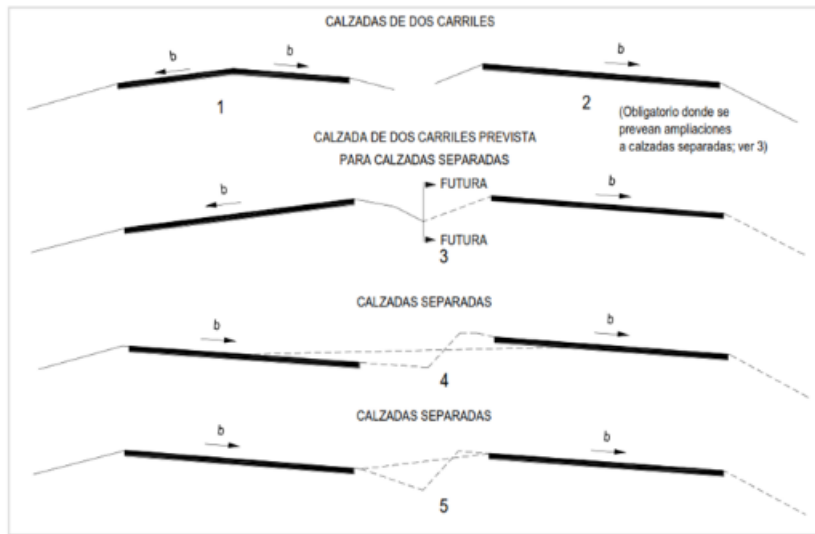 CALZADAS DE DOS CARRILES
b
b
b
1
2
(Obligatorio donde se
prevean ampliaciones
a calzadas separadas; ver 3)
CALZADA DE DOS CARRILES PREVISTA
PARA CALZADAS SEPARADAS
b
FUTURA
b
FUTURA
3
CALZADAS SEPARADAS
b
b
4
CALZADAS SEPARADAS
b
b
5